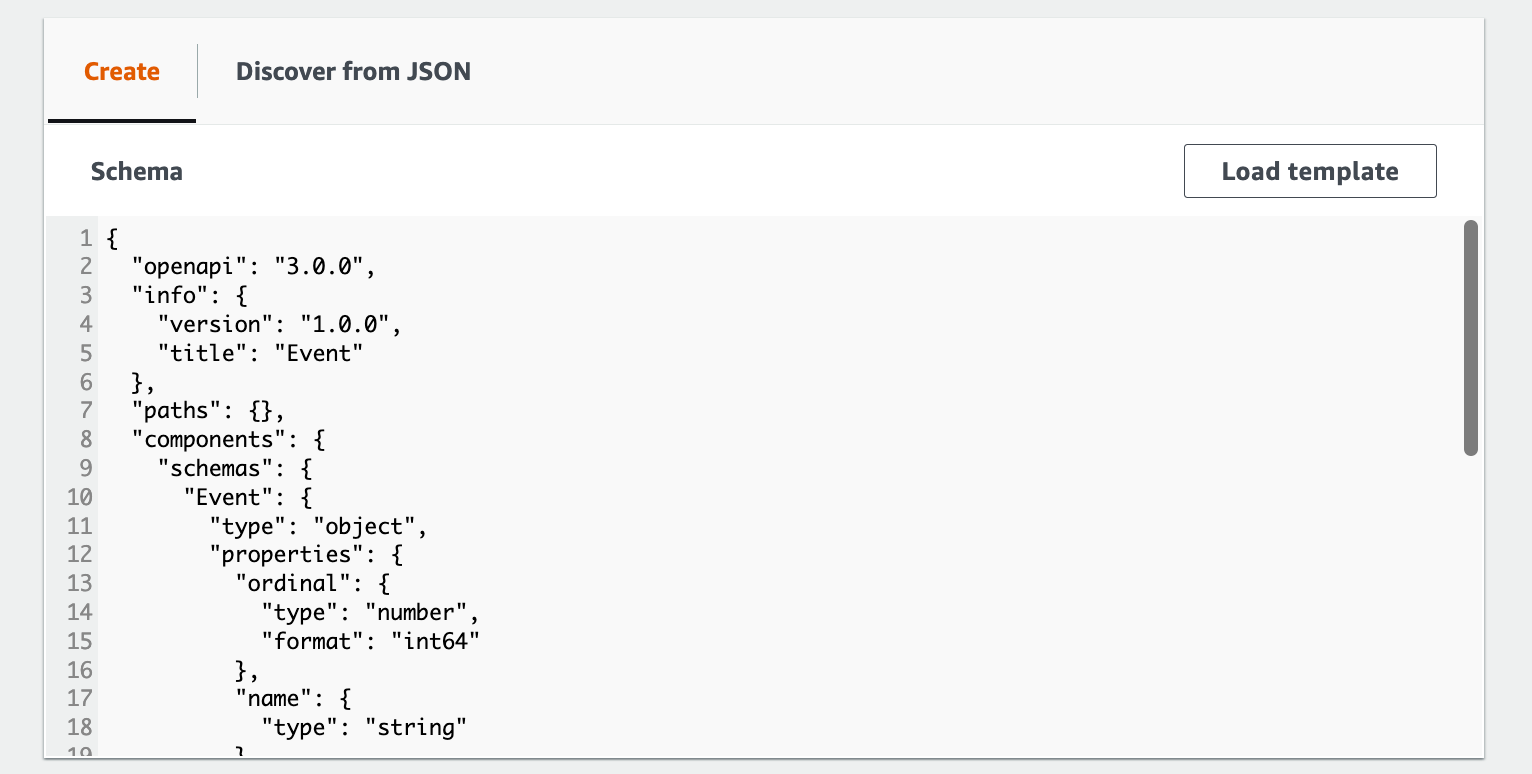 Create
Discover from JSON
Schema
Load template
1 {
2   "openapi": "3.0.0",
3   "info": {
4     "version": "1.0.0",
5     "title": "Event"
6   },
7   "paths": {},
8   "components": {
9     "schemas": {
10       "Event": {
11         "type": "object",
12         "properties": {
13           "ordinal": {
14             "type": "number",
15             "format": "int64"
16           },
17           "name": {
18             "type": "string"
19           }